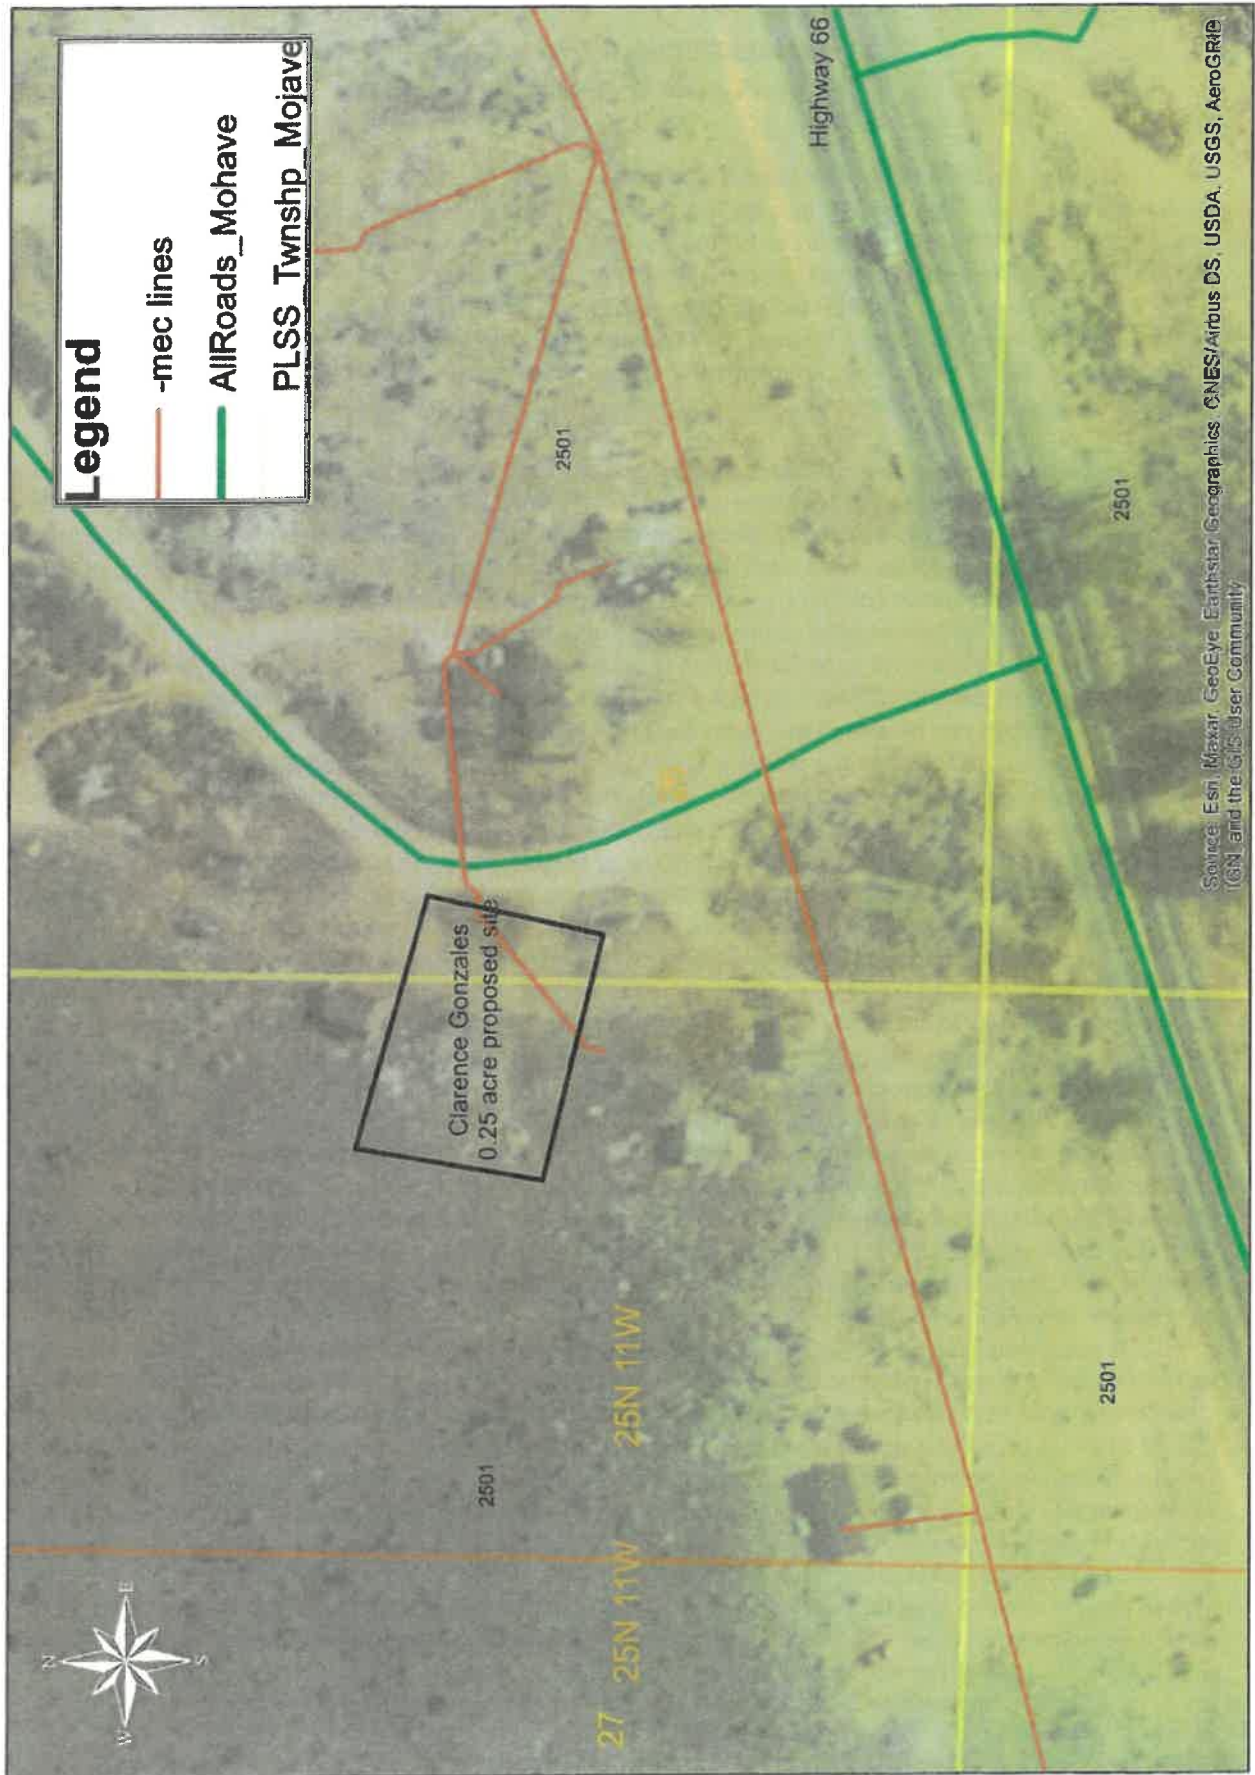 Legend
-mec lines
AllRoads_Mohave
PLSS_Twnshp_Mojave
N
W
E
S
Clarence Gonzales
0.25 acre proposed site
2501
2501
27
25N 11W
25N 11W
Highway 66
2501
2501
Source: Esri, Maxar, GeoEye, Earthstar Geographics, CNES/Airbus DS, USDA, USGS, AeroGRID,
IGN, and the GIS User Community